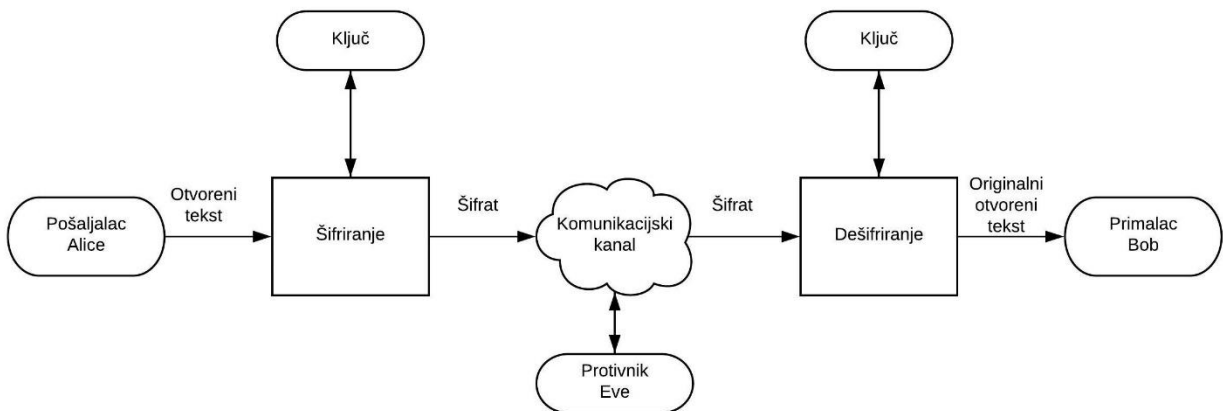 Ključ
Ključ
Pošaljalac
Alice
Otvoreni
tekst
Šifriranje
Šifrat
Komunikacijski
kanal
Šifrat
Dešifriranje
Originalni
otvoreni
tekst
Primalac
Bob
Protivnik
Eve